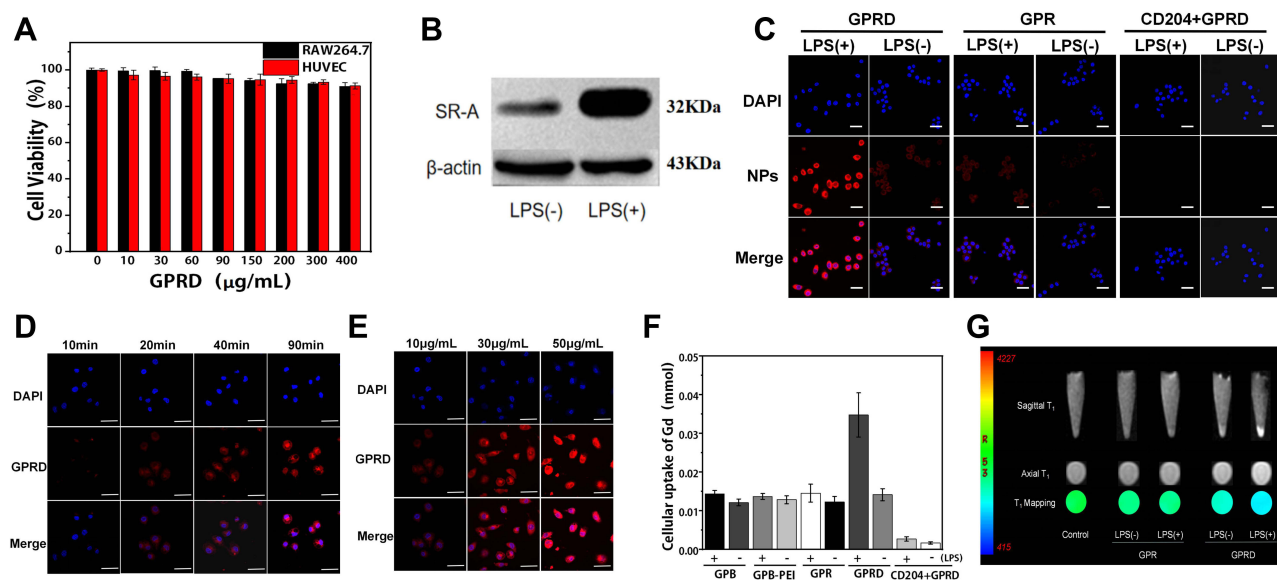 A
RAW264.7
HUVEC
Cell Viability (%)
100
80
60
40
20
0
0 10 30 60 90 150 200 300 400
GPRD (μg/mL)
B
SR-A
32KDa
β-actin
43KDa
LPS(-) LPS(+)
C
GPRD GPR CD204+GPRD
LPS(+) LPS(-) LPS(+) LPS(-) LPS(+) LPS(-)
DAPI
NPs
Merge
D
10min 20min 40min 90min
DAPI
GPRD
Merge
E
10μg/mL 30μg/mL 50μg/mL
DAPI
GPRD
Merge
F
Cellular uptake of Gd (mmol)
0.05
0.04
0.03
0.02
0.01
0.00
+ - + - + - + - + - (LPS)
GPB GPB-PEI GPR GPRD CD204+GPRD
G
4227
Sagittal T1
Axial T1
T1 Mapping
415
Control LPS(-) LPS(+) LPS(-) LPS(+)
GPR GPRD